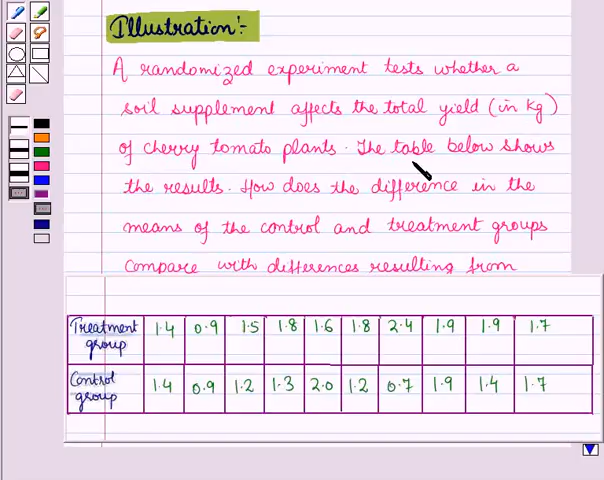 Illustration:-
A randomized experiment tests whether a
soil supplement affects the total yield (in kg)
of cherry tomato plants. The table below shows
the results. How does the difference in the
means of the control and treatment groups
compare with differences resulting from
Treatment group 1.4 0.9 1.5 1.8 1.6 1.8 2.4 1.9 1.9 1.7
Control group 1.4 0.9 1.2 1.3 2.0 1.2 0.7 1.9 1.4 1.7